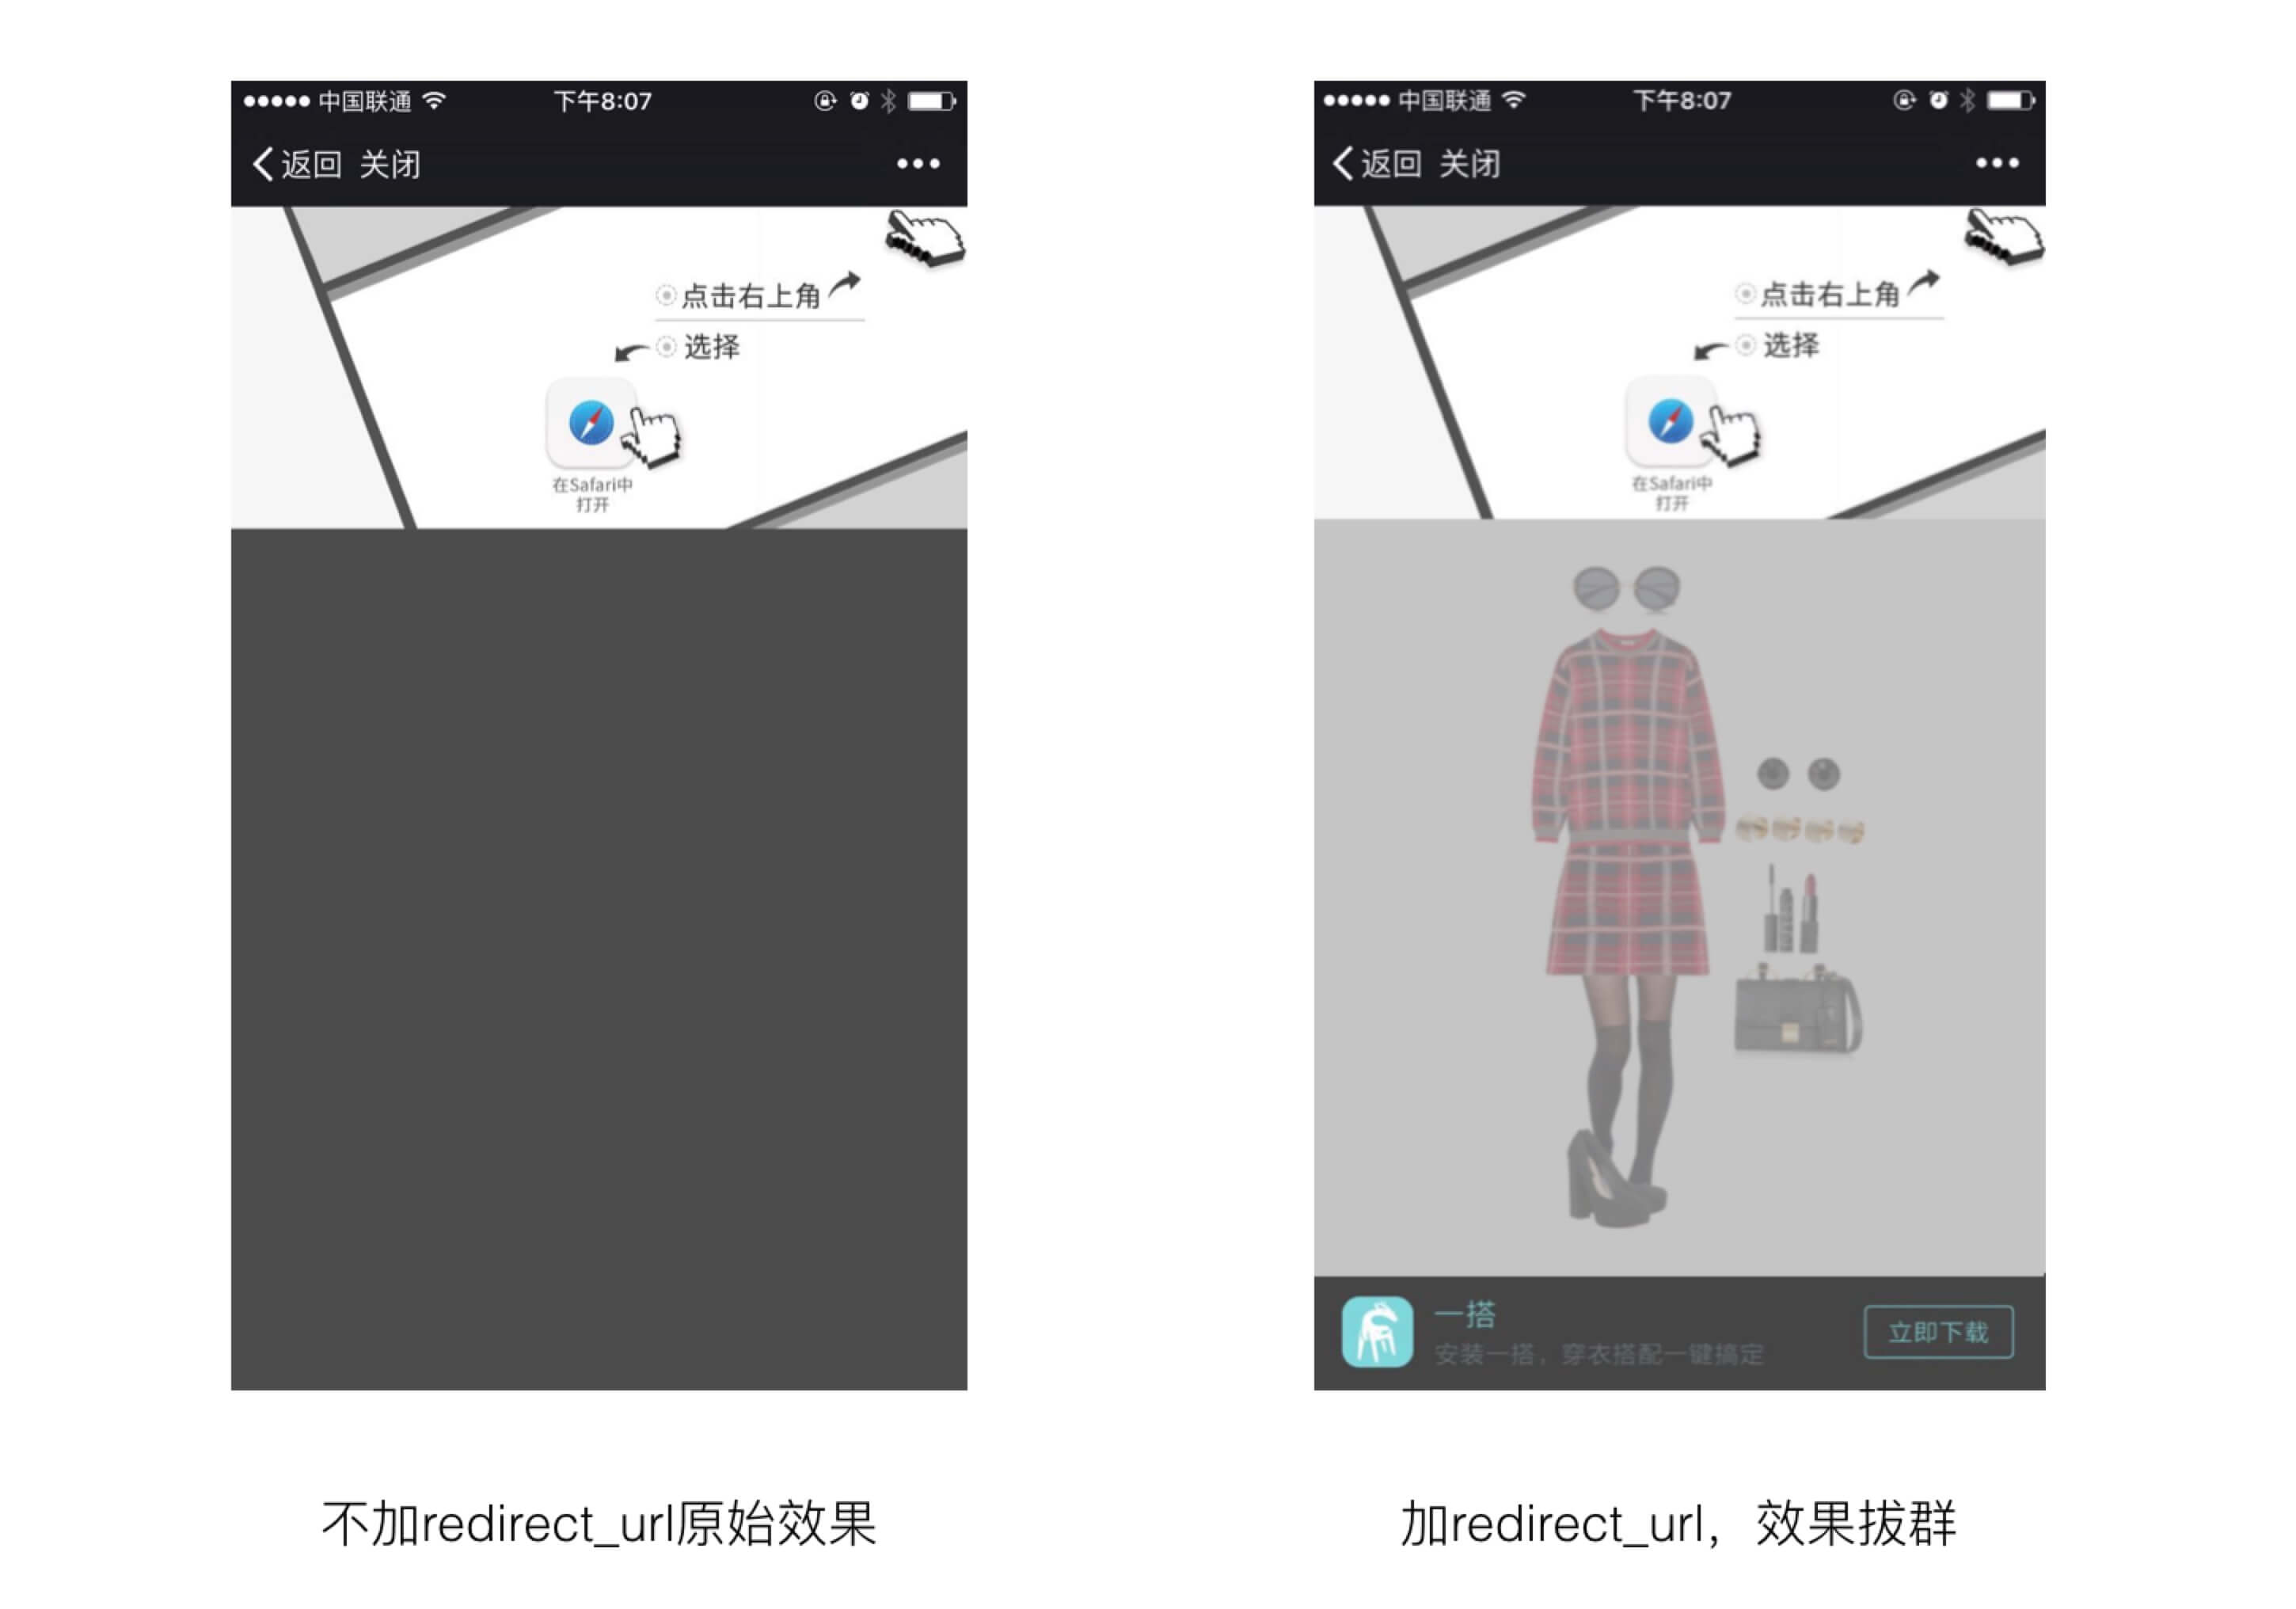 中国联通 下午8:07
返回 关闭
点击右上角
选择
在Safari中
打开
不加redirect_url原始效果
中国联通 下午8:07
返回 关闭
点击右上角
选择
在Safari中
打开
一搭
安装一搭，穿衣搭配一键搞定
立即下载
加redirect_url，效果拔群